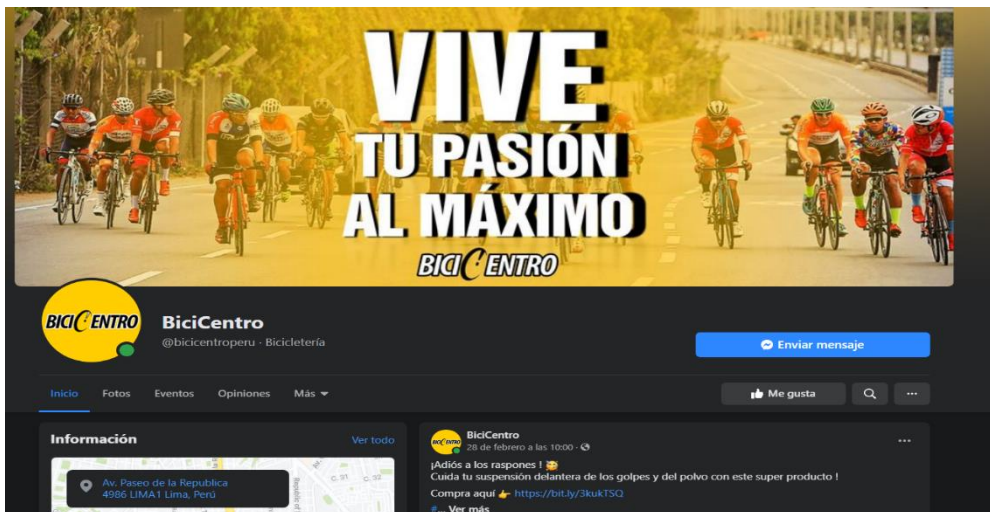 VIVE
TU PASIÓN
AL MÁXIMO
BICICENTRO
BICICENTRO
BiciCentro
@bicicentroperu · Bicicletería
Enviar mensaje
Inicio Fotos Eventos Opiniones Más
Me gusta
Información Ver todo
Av. Paseo de la Republica
4986 LIMA1 Lima, Perú
C. 31 C. 32
BiciCentro
28 de febrero a las 10:00 ·
¡Adiós a los raspones !
Cuida tu suspensión delantera de los golpes y del polvo con este super producto !
Compra aquí https://bit.ly/3kukTSQ
#... Ver más